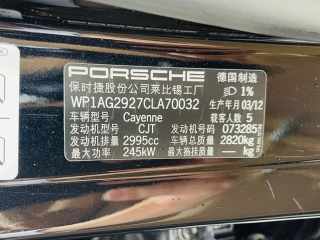 PORSCHE 德国制造
保时捷股份公司莱比锡工厂 1%
WP1AG2927CLA70032 生产年月 03/12
车辆型号 Cayenne 载客人数 5
发动机型号 CJT 发动机号码 073285
发动机排量 2995cc 最大总质量 2820kg
最大功率 245kW 最大拖挂质量 — kg